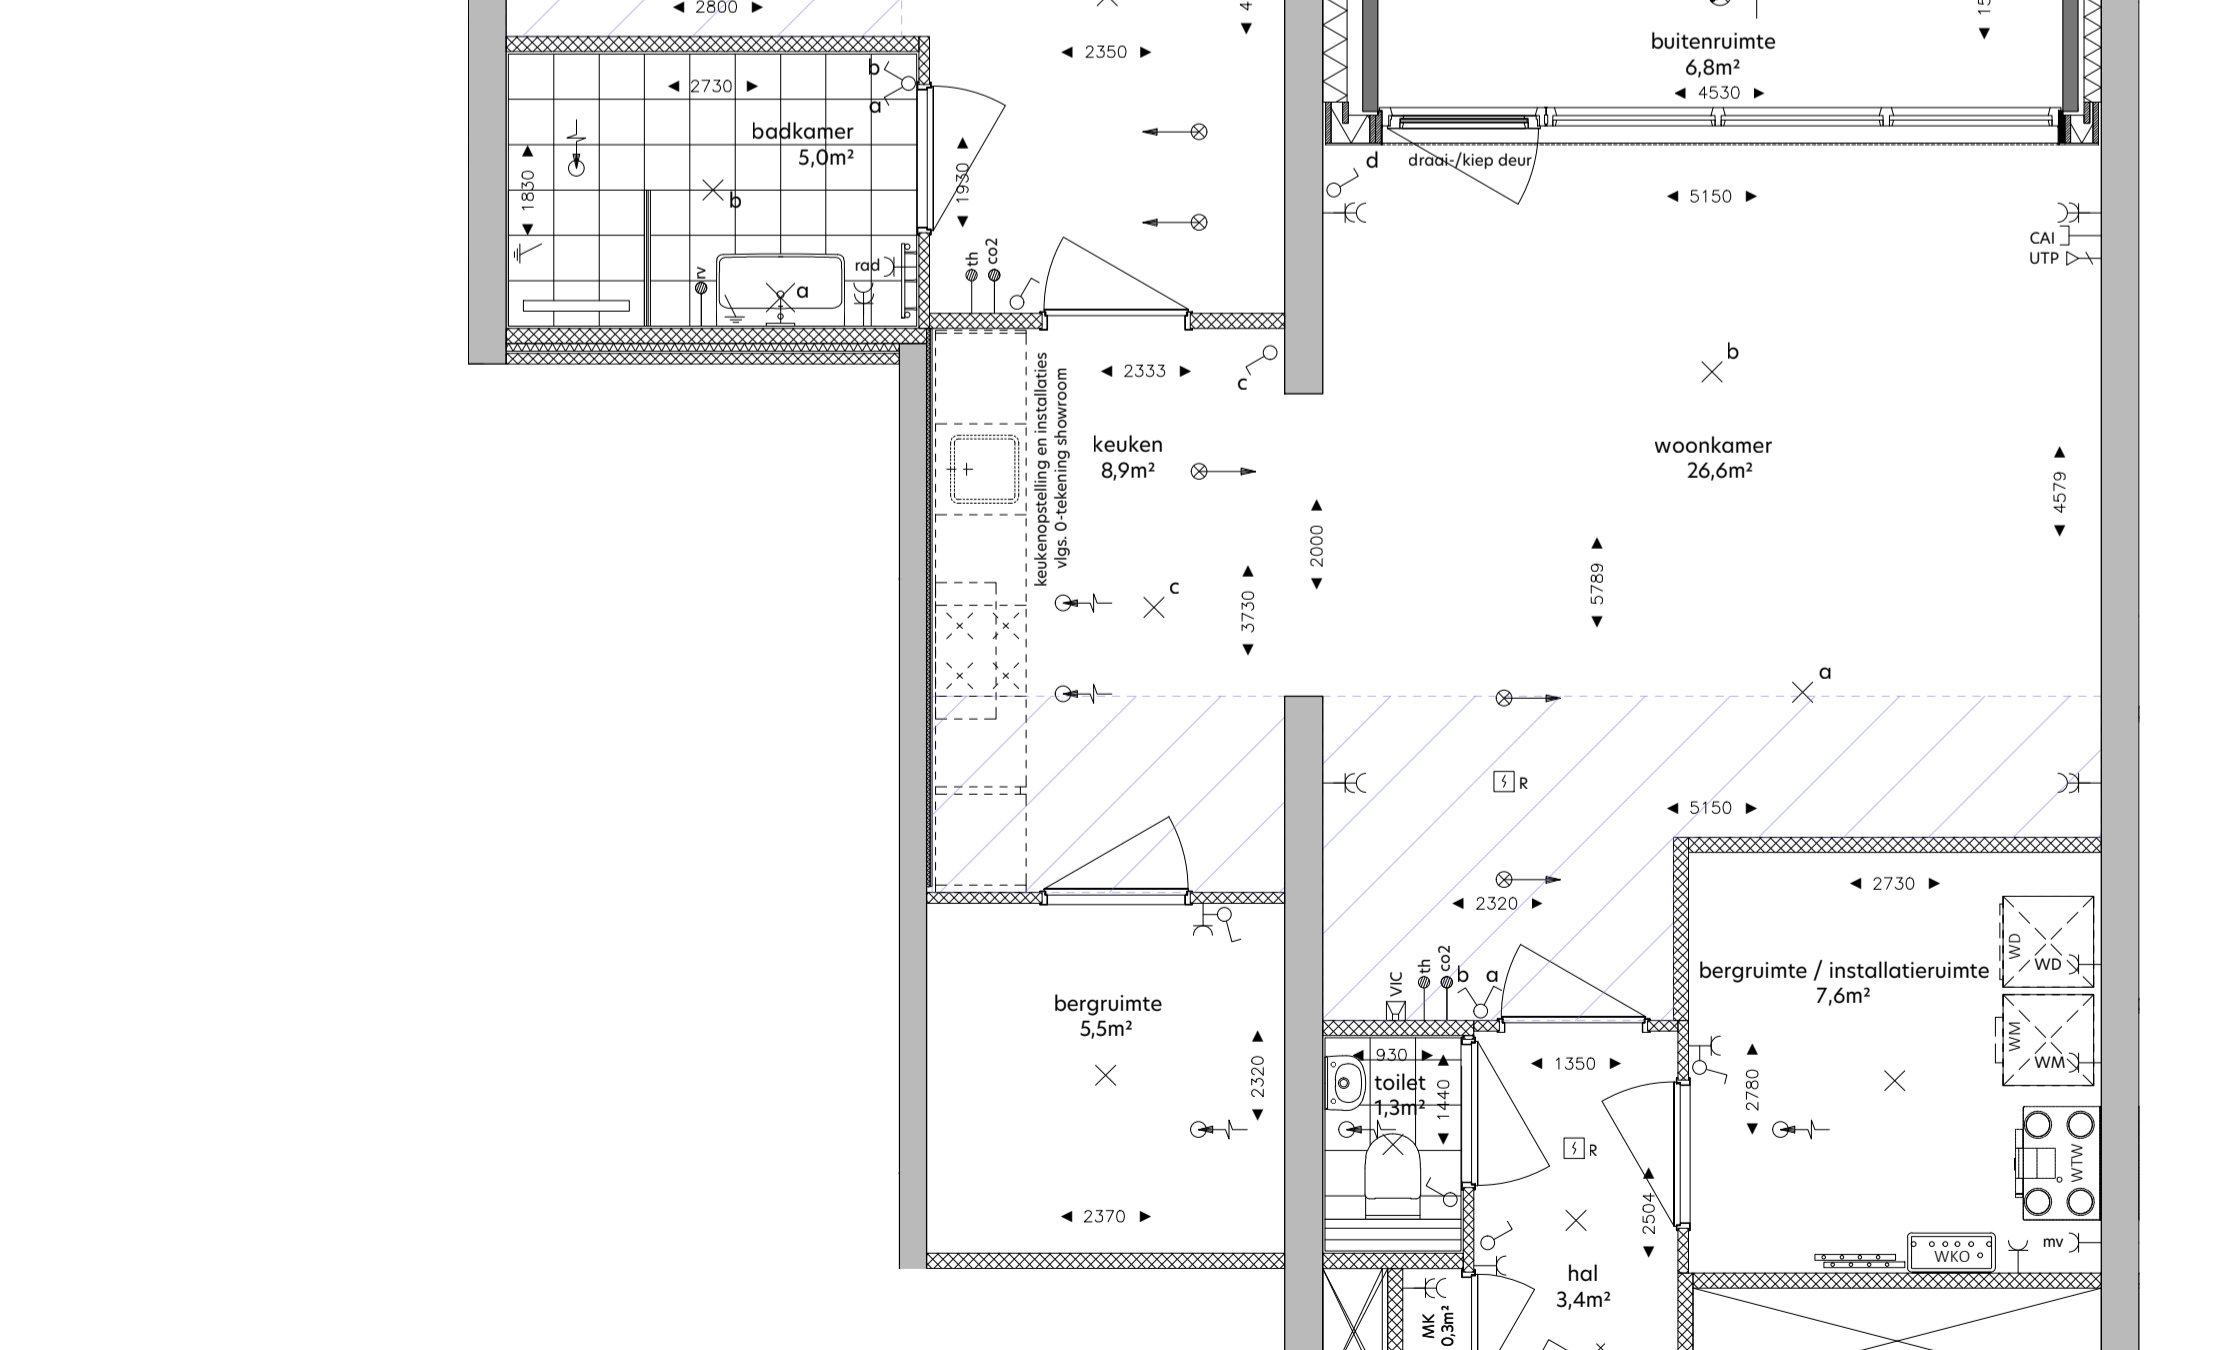 2800
2350
buitenruimte
6,8m²
4530
b
2730
a
badkamer
5,0m²
1930
1830
b
d
draai-/kiep deur
5150
th
co2
rad
rv
a
CAI
UTP
2333
c
keukenopstelling en installaties
vlgs. 0-tekening showroom
keuken
8,9m²
b
woonkamer
26,6m²
4579
2000
5789
3730
c
a
R
5150
2320
2730
VIC
th
co2
b
a
bergruimte / installatieruimte
7,6m²
WD
WD
WM
WM
bergruimte
5,5m²
2320
930
toilet
1,3m²
1440
1350
2780
R
WTW
2504
2370
mv
WKO
hal
3,4m²
MK
0,3m²